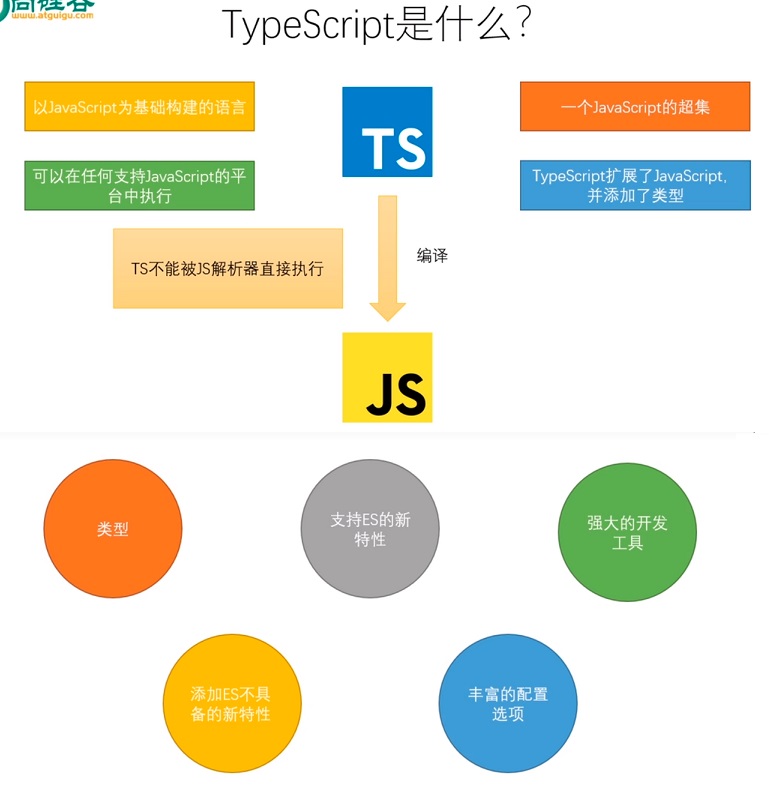 www.atguigu.com
TypeScript是什么?
以JavaScript为基础构建的语言
TS
一个JavaScript的超集
可以在任何支持JavaScript的平
台中执行
TypeScript扩展了JavaScript,
并添加了类型
TS不能被JS解析器直接执行
编译
JS
类型
支持ES的新
特性
强大的开发
工具
添加ES不具
备的新特性
丰富的配置
选项